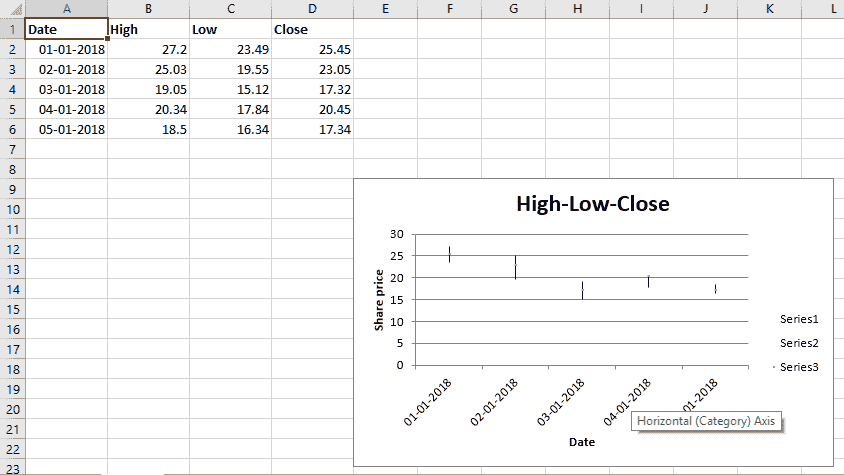 A B C D E F G H I J K L
1 Date High Low Close
2 01-01-2018 27.2 23.49 25.45
3 02-01-2018 25.03 19.55 23.05
4 03-01-2018 19.05 15.12 17.32
5 04-01-2018 20.34 17.84 20.45
6 05-01-2018 18.5 16.34 17.34
7
8
9
10
11
12
13
14
15
16
17
18
19
20
21
22
23
High-Low-Close
30
25
20
15
10
5
0
Share price
Series1
Series2
Series3
01-01-2018 02-01-2018 03-01-2018 04-01-2018 01-2018
Horizontal (Category) Axis
Date